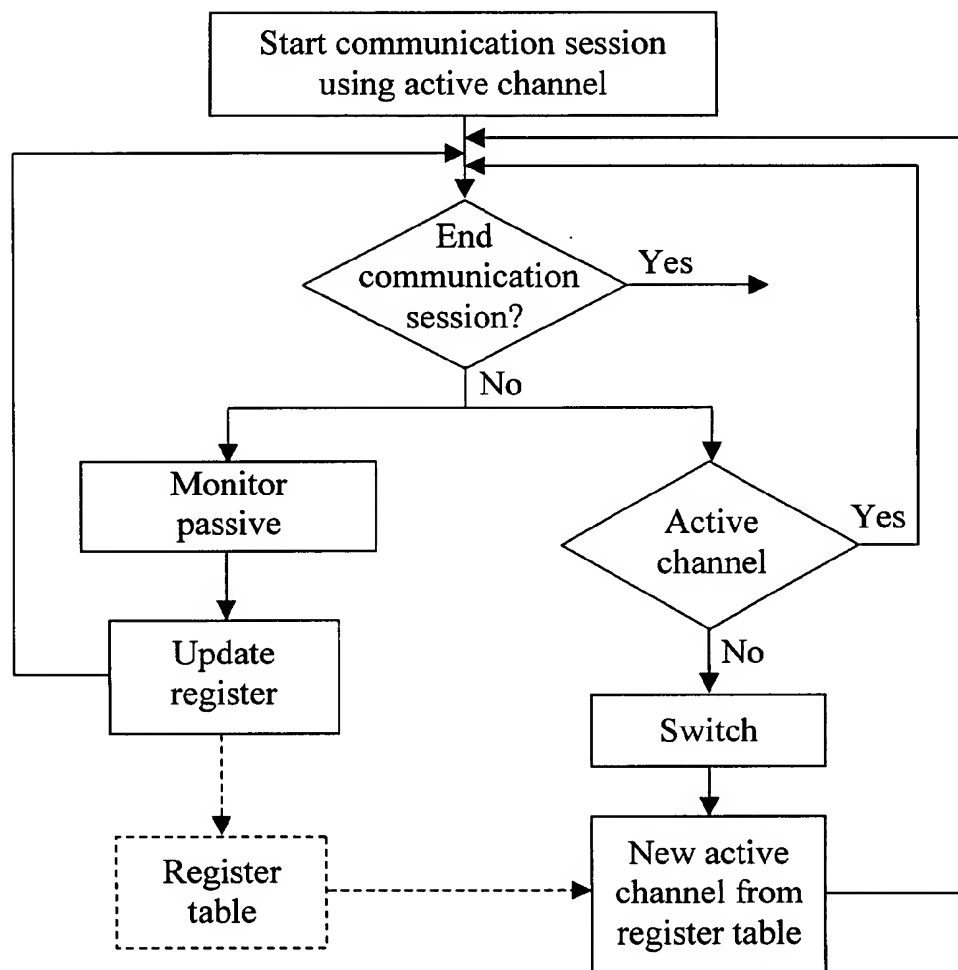 Start communication session
using active channel
End
communication
session?
Yes
No
Monitor
passive
Active
channel
Yes
Update
register
No
Switch
Register
table
New active
channel from
register table